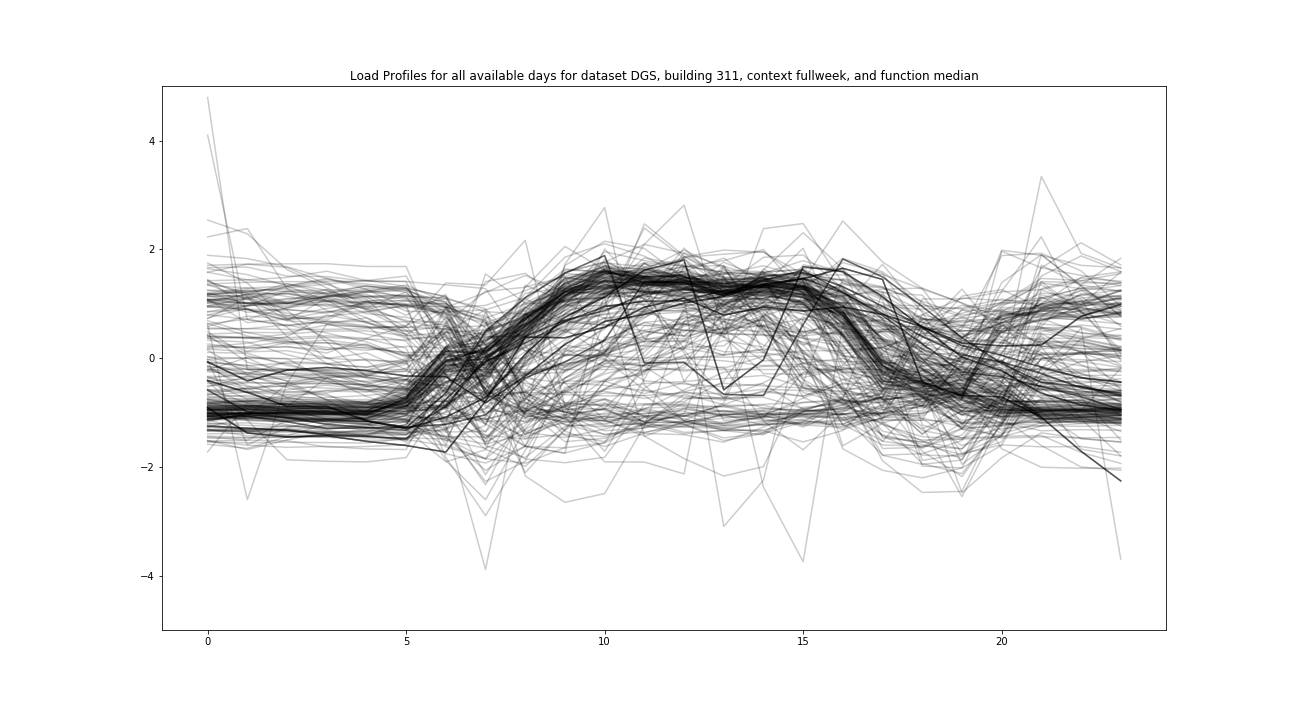 Load Profiles for all available days for dataset DGS, building 311, context fullweek, and function median
4
2
0
−2
−4
0 5 10 15 20